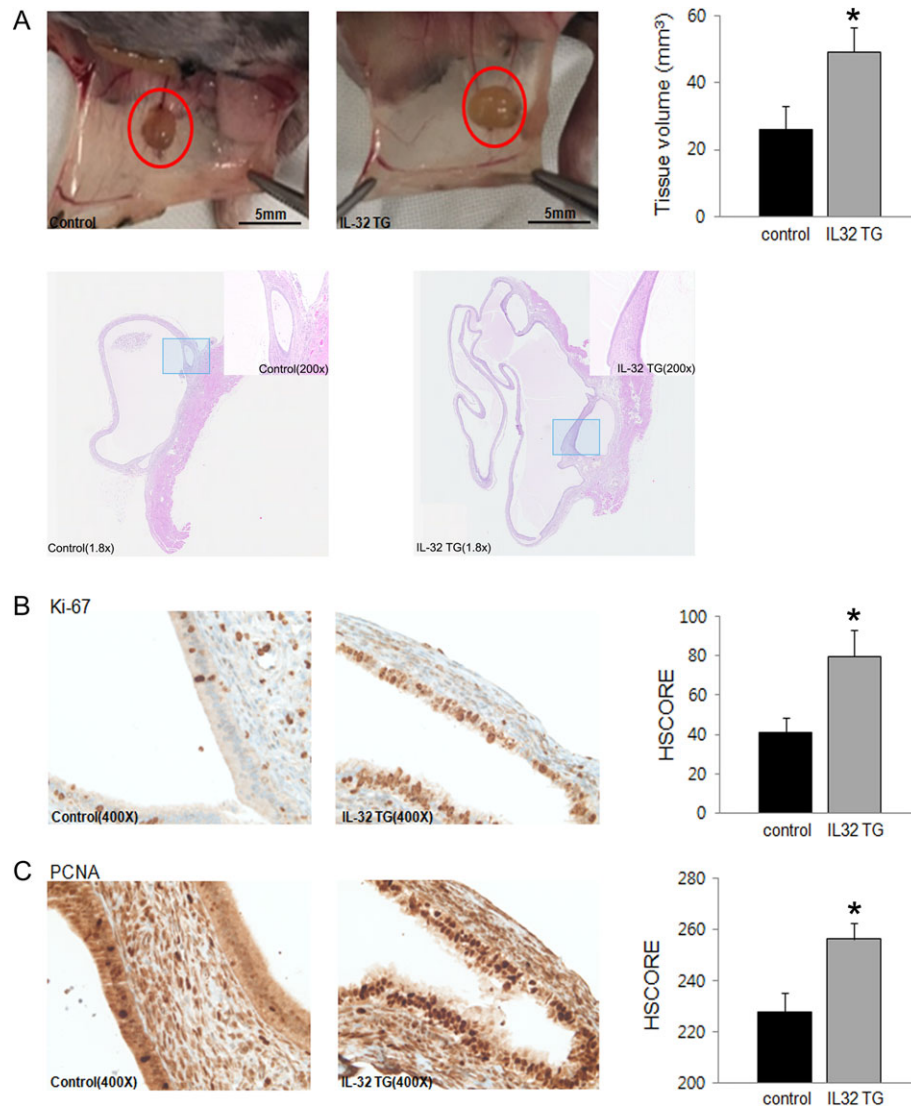 A
Control
5mm
IL-32 TG
5mm
Tissue volume (mm³)
60
40
20
0
*
control
IL32 TG
Control(200x)
Control(1.8x)
IL-32 TG(200x)
IL-32 TG(1.8x)
B
Ki-67
Control(400X)
IL-32 TG(400X)
HSCORE
100
80
60
40
20
0
*
control
IL32 TG
C
PCNA
Control(400X)
IL-32 TG(400X)
HSCORE
280
260
240
220
200
*
control
IL32 TG